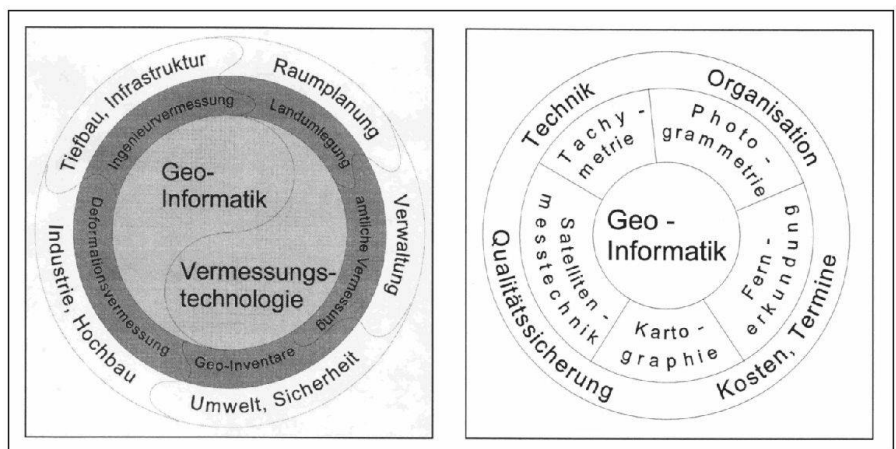 Tiefbau, Infrastruktur
Raumplanung
Verwaltung
Umwelt, Sicherheit
Industrie, Hochbau
Ingenieurvermessung
Landumlegung
amtliche Vermessung
Geo-Inventare
Deformationsvermessung
Geo-
Informatik
Vermessungs-
technologie
Technik
Organisation
Kosten, Termine
Qualitätssicherung
Tachy-
metrie
Photo-
grammetrie
Fern-
erkundung
Karto-
graphie
Satelliten-
messtechnik
Geo -
Informatik